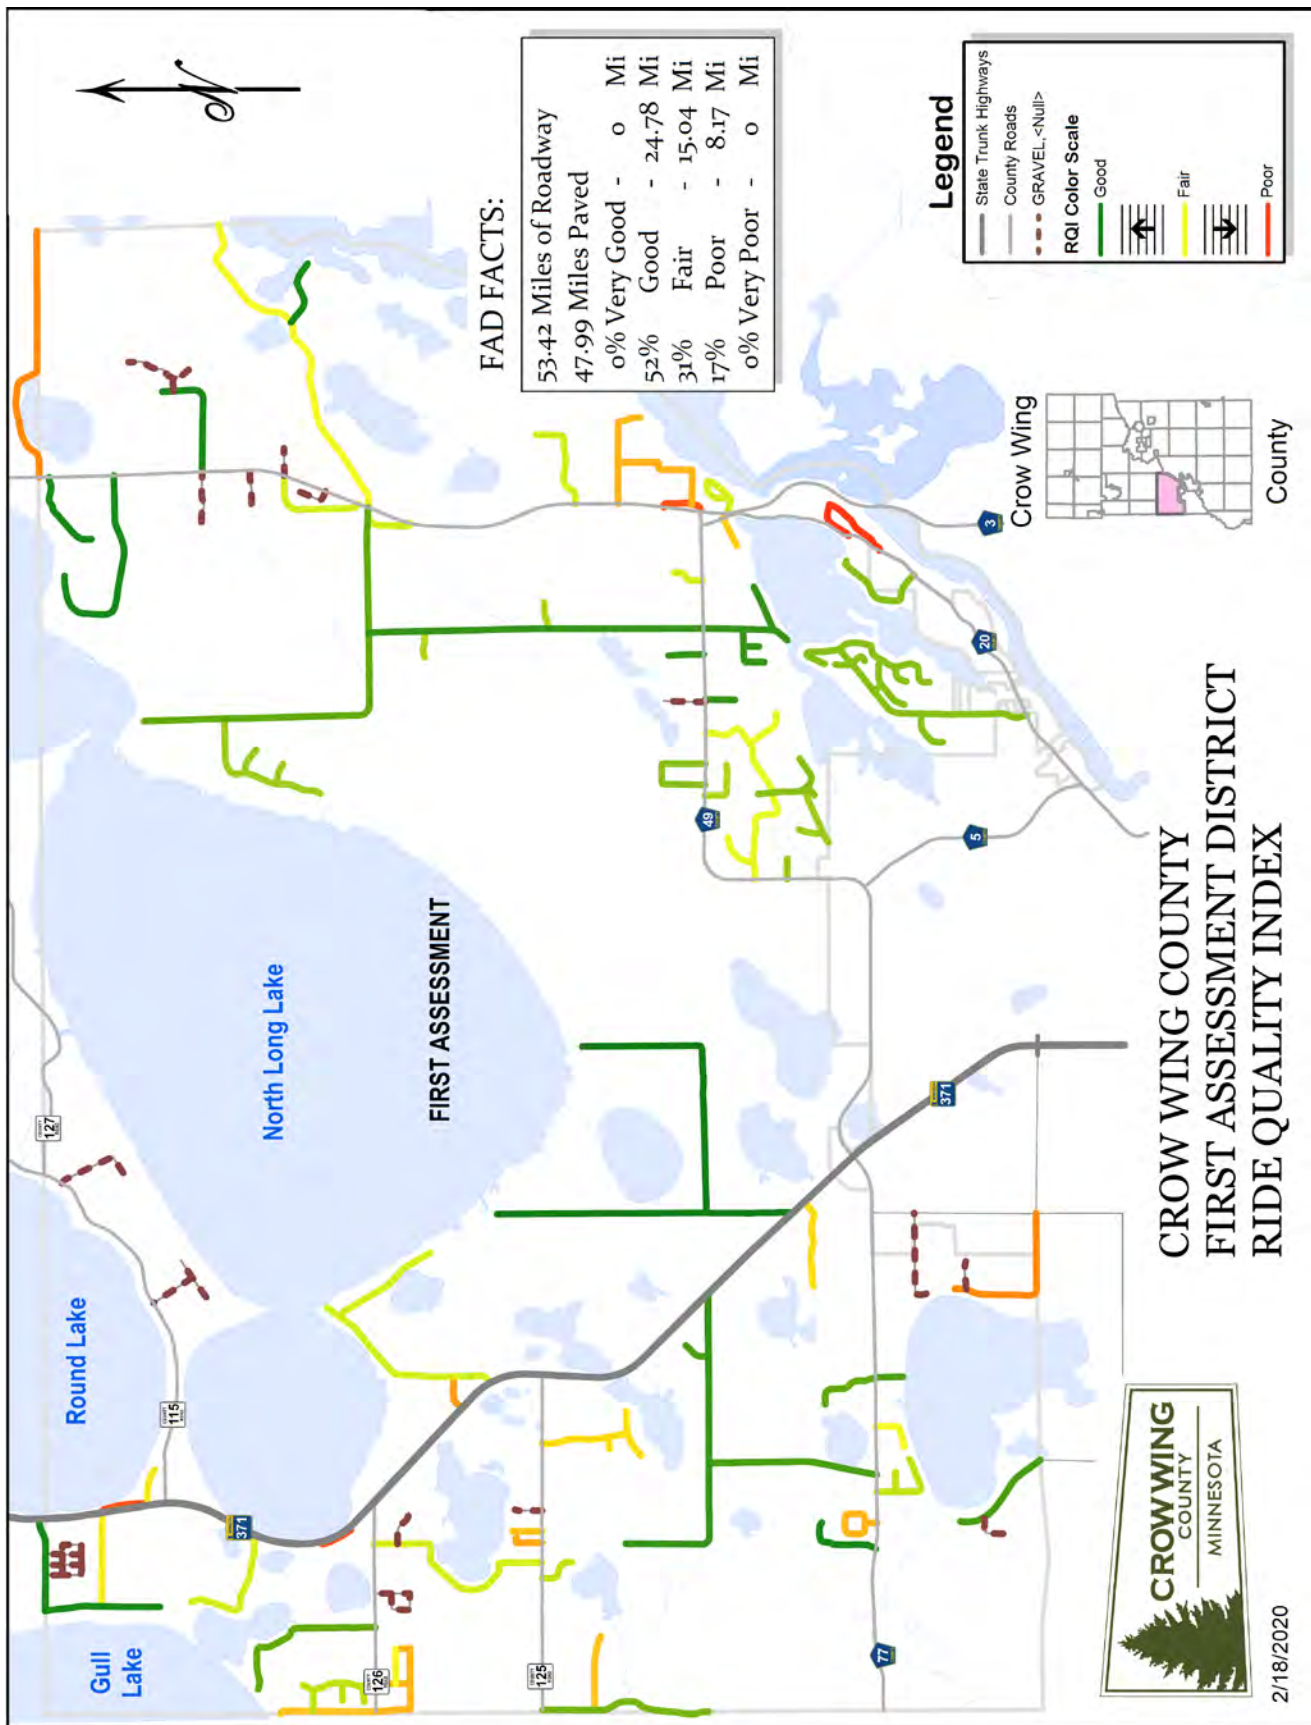 Gull
Lake
Round Lake
127
115
371
North Long Lake
FIRST ASSESSMENT
126
125
77
371
49
5
20
3
FAD FACTS:
53.42 Miles of Roadway
47.99 Miles Paved
0% Very Good - 0 Mi
52% Good - 24.78 Mi
31% Fair - 15.04 Mi
17% Poor - 8.17 Mi
0% Very Poor - 0 Mi
Crow Wing
County
Legend
State Trunk Highways
County Roads
GRAVEL,<Null>
RQI Color Scale
Good
Fair
Poor
CROW WING COUNTY
FIRST ASSESSMENT DISTRICT
RIDE QUALITY INDEX
CROW WING
COUNTY
MINNESOTA
2/18/2020